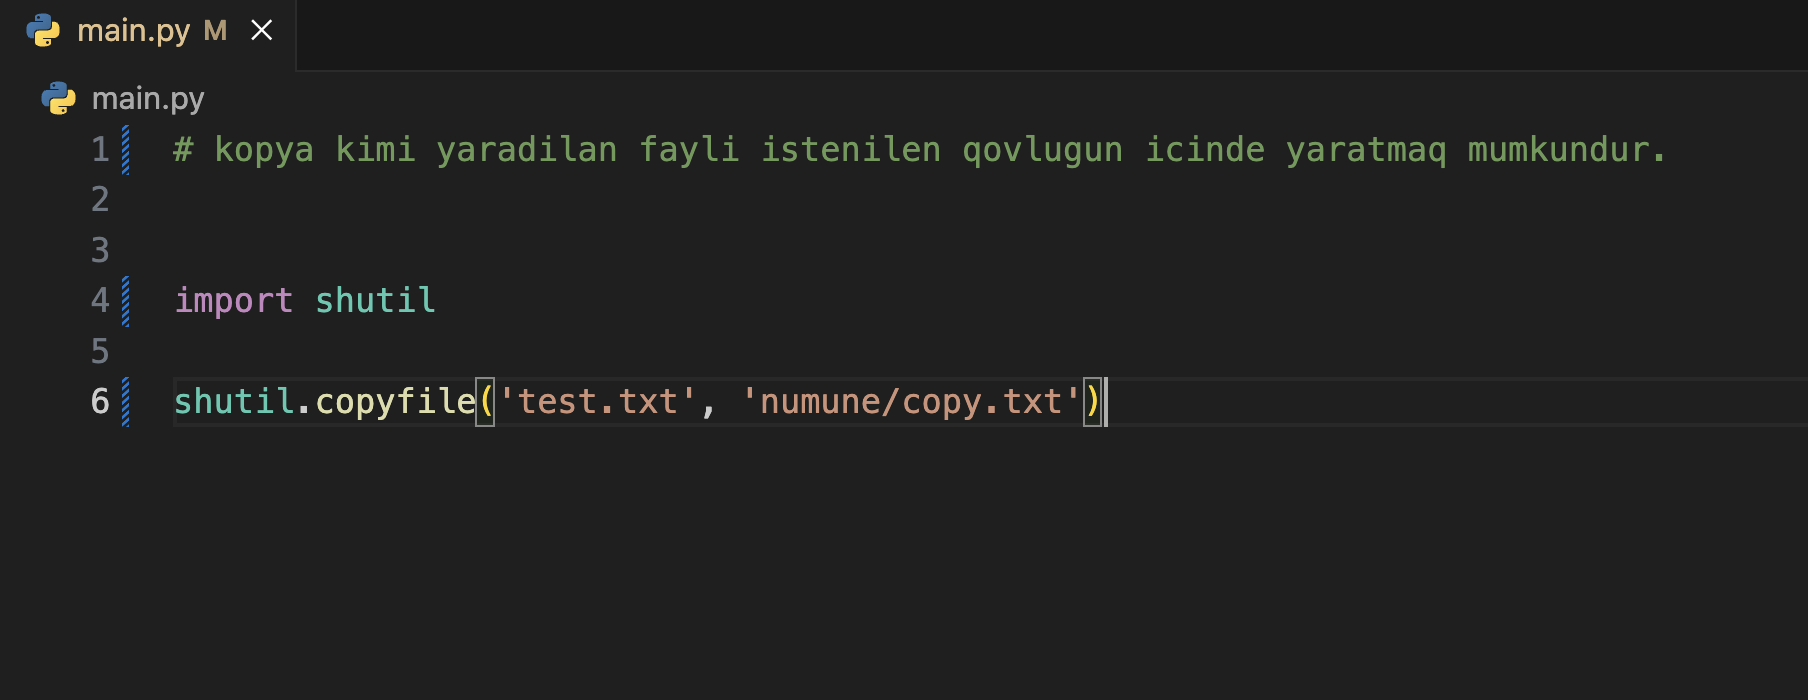 main.py M
main.py
1 # kopya kimi yaradilan fayli istenilen qovlugun icinde yaratmaq mumkundur.
2
3
4 import shutil
5
6 shutil.copyfile('test.txt', 'numune/copy.txt')